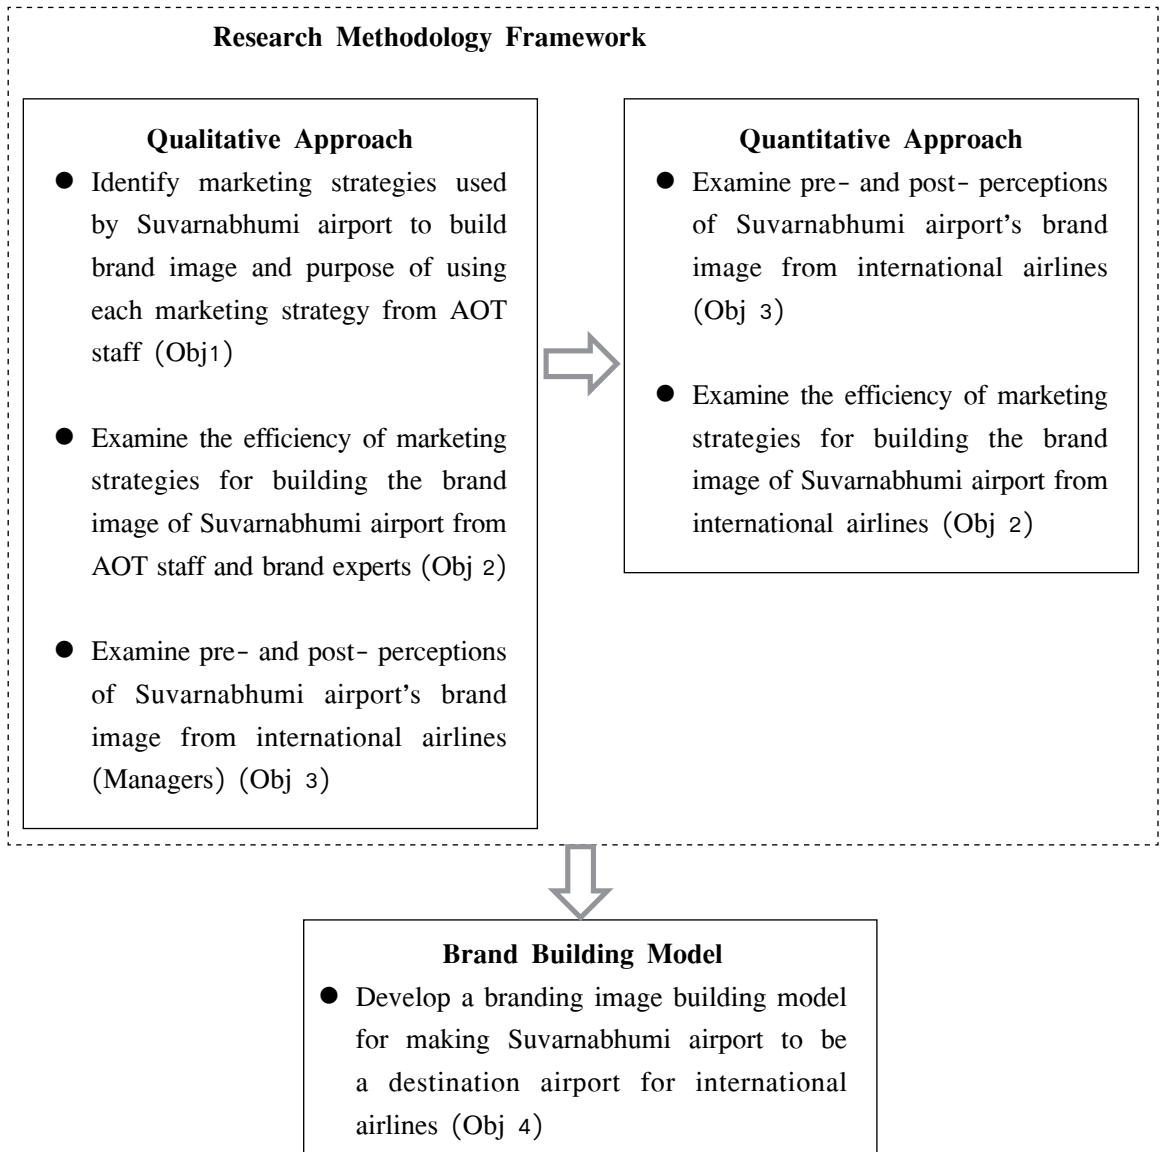 Research Methodology Framework
Qualitative Approach
● Identify marketing strategies used
by Suvarnabhumi airport to build
brand image and purpose of using
each marketing strategy from AOT
staff (Obj1)
● Examine the efficiency of marketing
strategies for building the brand
image of Suvarnabhumi airport from
AOT staff and brand experts (Obj 2)
● Examine pre- and post- perceptions
of Suvarnabhumi airport’s brand
image from international airlines
(Managers) (Obj 3)
Quantitative Approach
● Examine pre- and post- perceptions
of Suvarnabhumi airport’s brand
image from international airlines
(Obj 3)
● Examine the efficiency of marketing
strategies for building the brand
image of Suvarnabhumi airport from
international airlines (Obj 2)
Brand Building Model
● Develop a branding image building model
for making Suvarnabhumi airport to be
a destination airport for international
airlines (Obj 4)